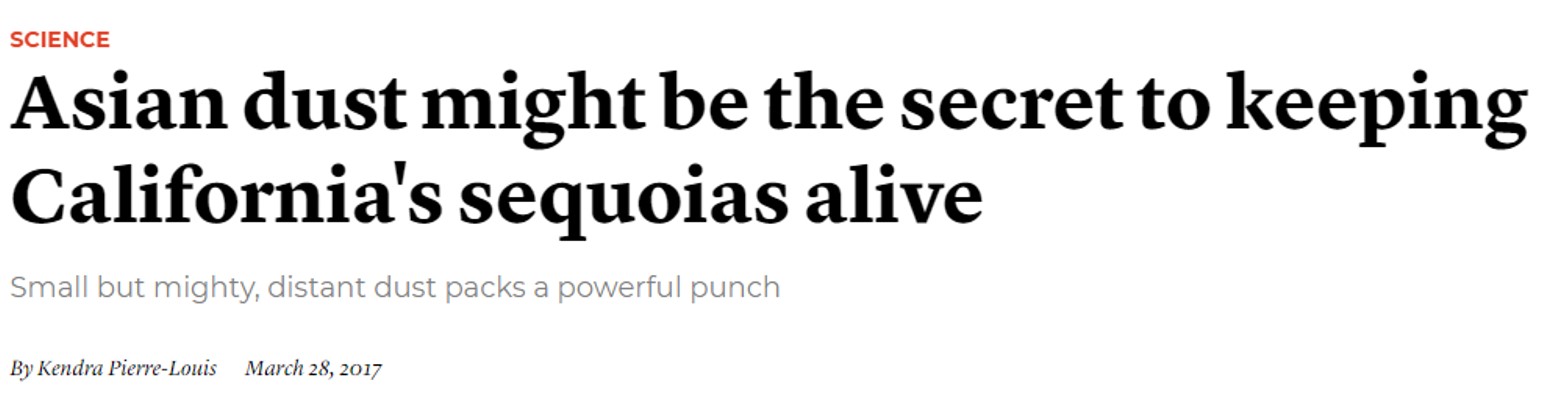 SCIENCE
Asian dust might be the secret to keeping
California's sequoias alive
Small but mighty, distant dust packs a powerful punch
By Kendra Pierre-Louis March 28, 2017